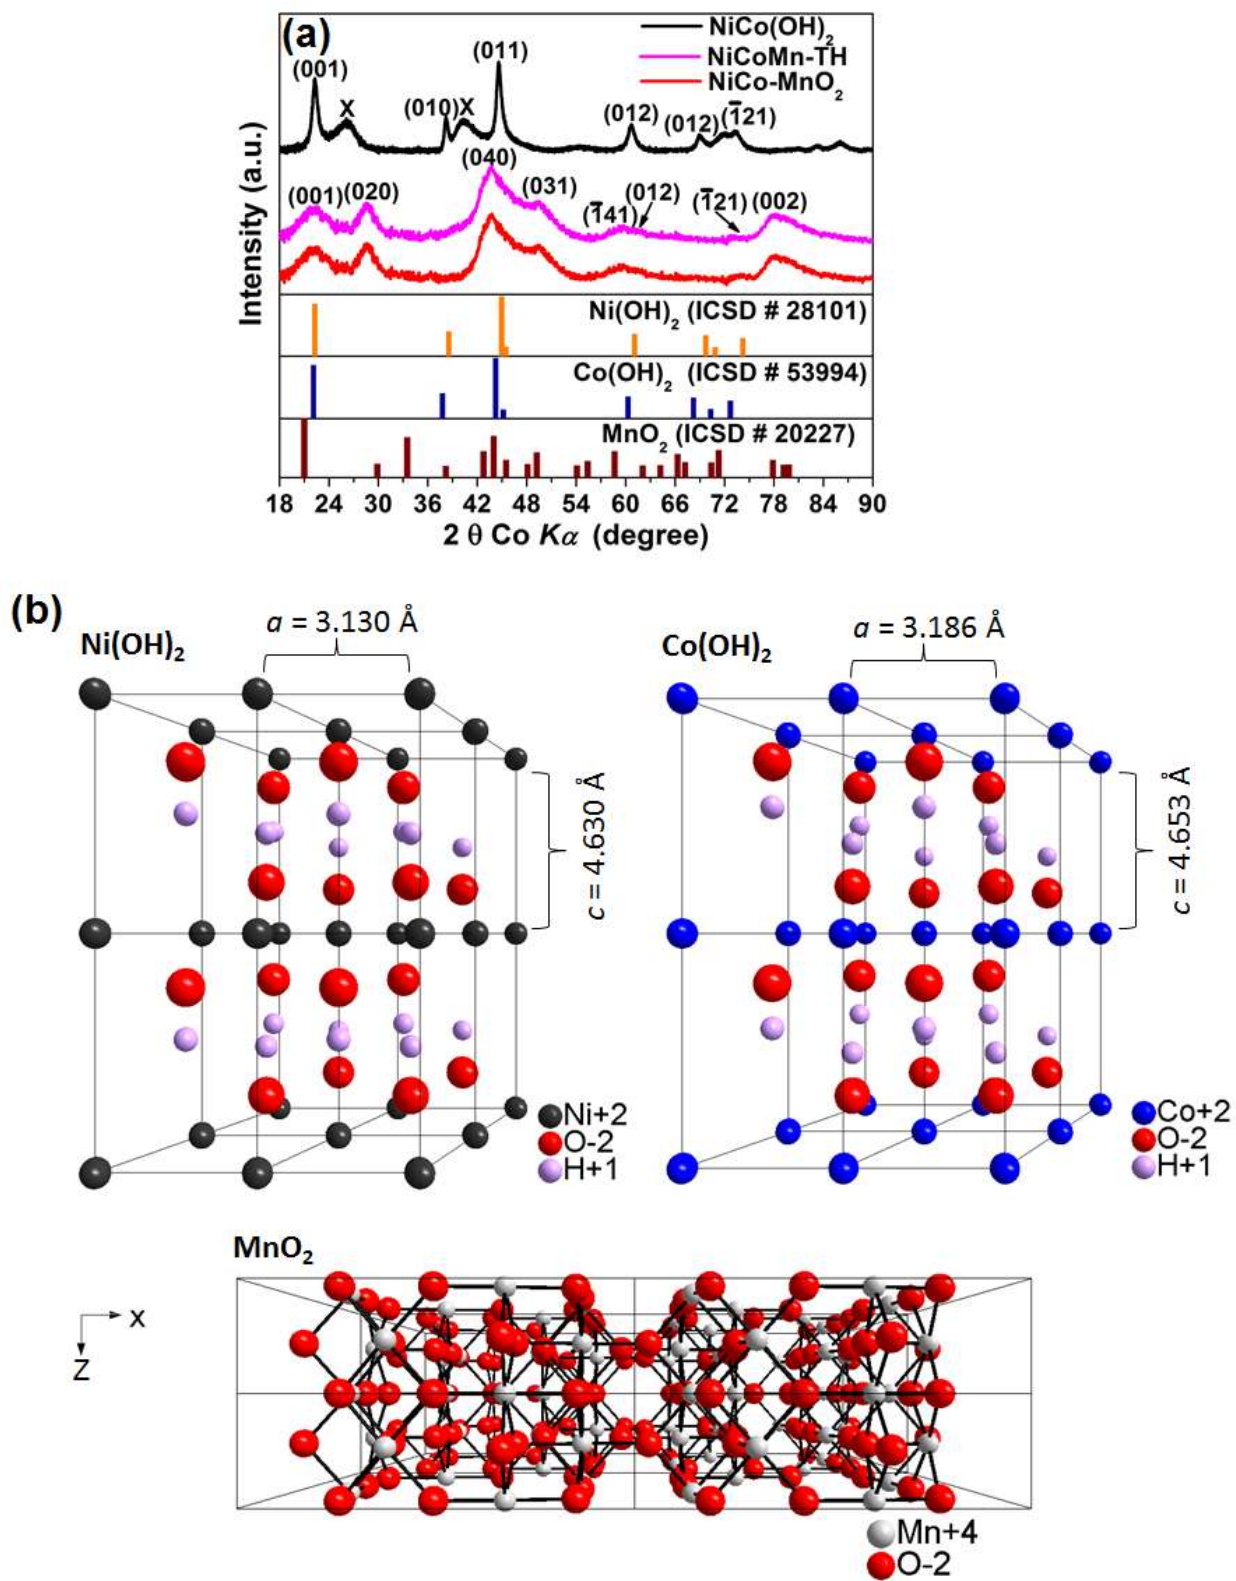 (a)
NiCo(OH)₂
NiCoMn-TH
NiCo-MnO₂
(001)
X
(010)
X
(011)
(012)
(012)
(1̅21)
(001)
(020)
(040)
(031)
(1̅41)
(012)
(1̅21)
(002)
Intensity (a.u.)
Ni(OH)₂ (ICSD # 28101)
Co(OH)₂ (ICSD # 53994)
MnO₂ (ICSD # 20227)
18 24 30 36 42 48 54 60 66 72 78 84 90
2 θ Co Kα (degree)
(b)
Ni(OH)₂
a = 3.130 Å
c = 4.630 Å
Ni+2
O-2
H+1
Co(OH)₂
a = 3.186 Å
c = 4.653 Å
Co+2
O-2
H+1
MnO₂
x
Z
Mn+4
O-2